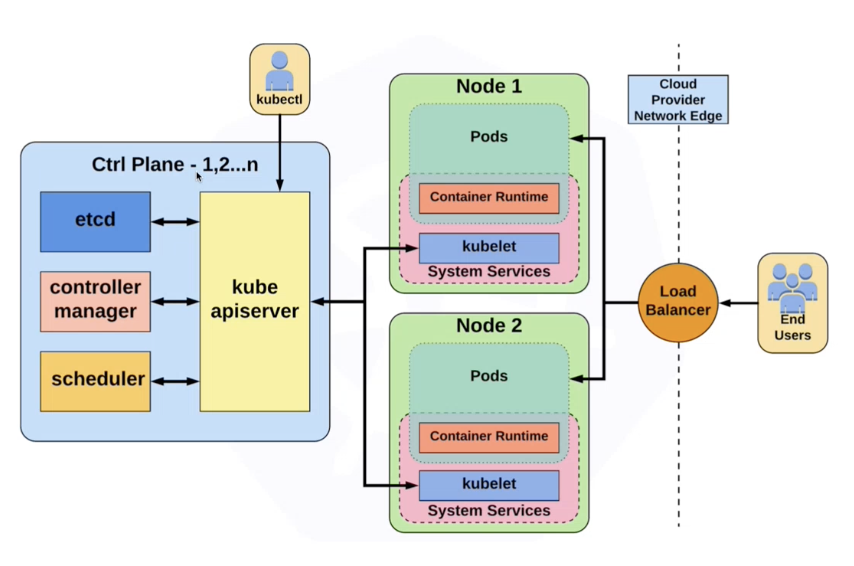 kubectl
Ctrl Plane - 1,2...n
etcd
controller
manager
scheduler
kube
apiserver
Node 1
Pods
Container Runtime
kubelet
System Services
Node 2
Pods
Container Runtime
kubelet
System Services
Cloud
Provider
Network Edge
Load
Balancer
End
Users